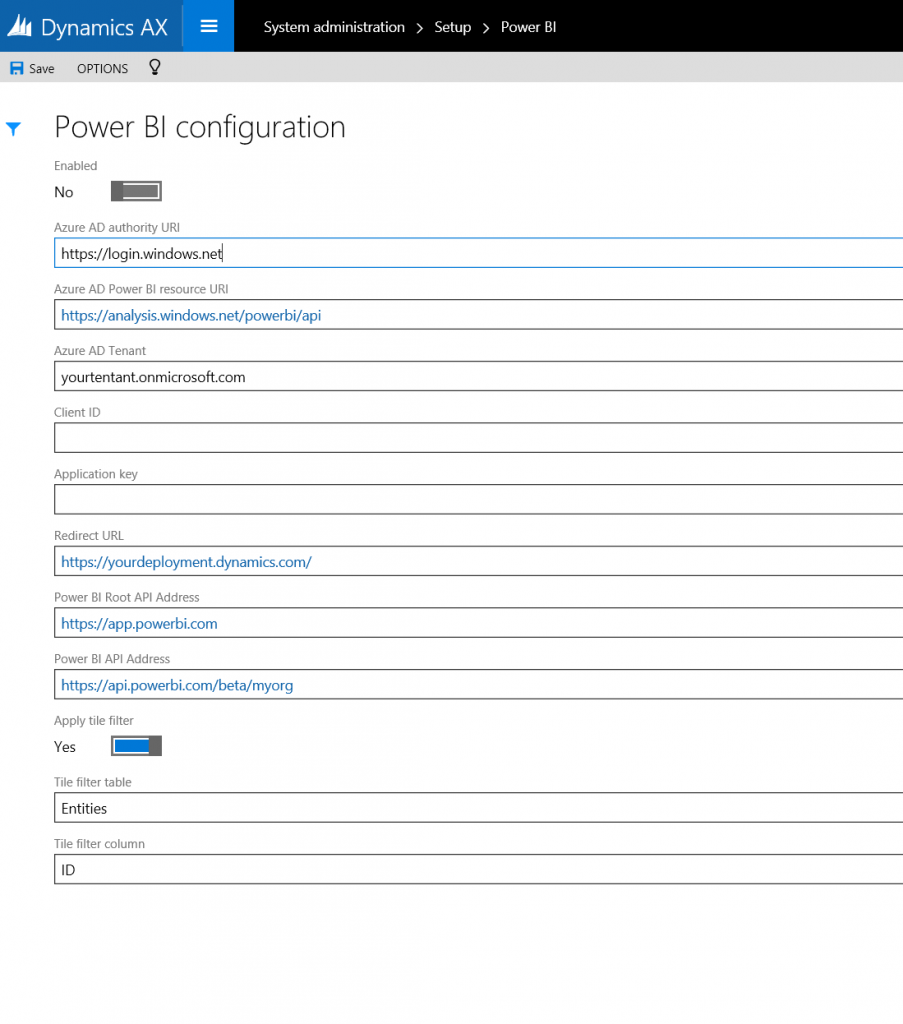 Dynamics AX System administration > Setup > Power BI
Save OPTIONS
Power BI configuration
Enabled
No
Azure AD authority URI
https://login.windows.net
Azure AD Power BI resource URI
https://analysis.windows.net/powerbi/api
Azure AD Tenant
yourtentant.onmicrosoft.com
Client ID
Application key
Redirect URL
https://yourdeployment.dynamics.com/
Power BI Root API Address
https://app.powerbi.com
Power BI API Address
https://api.powerbi.com/beta/myorg
Apply tile filter
Yes
Tile filter table
Entities
Tile filter column
ID